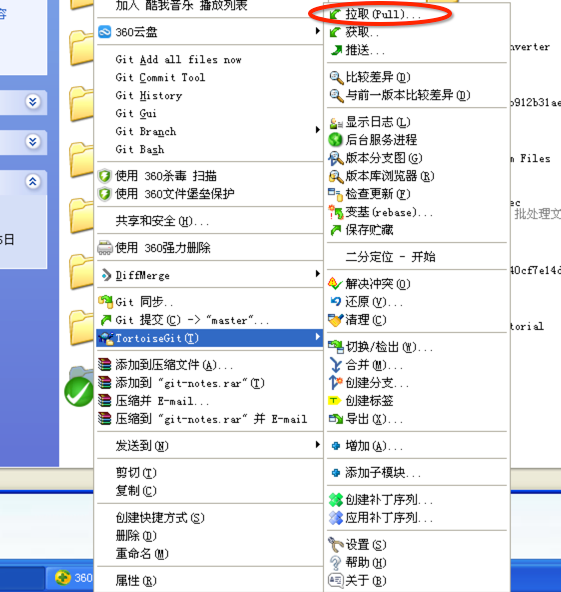 加入 酷我音乐 播放列表
360云盘
Git Add all files now
Git Commit Tool
Git History
Git Gui
Git Branch
Git Bash
使用 360杀毒 扫描
使用 360文件堡垒保护
共享和安全(H)...
使用 360强力删除
DiffMerge
Git 同步..
Git 提交(C) -> "master"...
TortoiseGit(T)
添加到压缩文件(A)...
添加到 "git-notes.rar"(T)
压缩并 E-mail...
压缩到 "git-notes.rar" 并 E-mail
发送到(N)
剪切(T)
复制(C)
创建快捷方式(S)
删除(D)
重命名(M)
属性(R)
拉取(Pull)...
获取..
推送...
比较差异(D)
与前一版本比较差异(D)
显示日志(L)
后台服务进程
版本分支图(G)
版本库浏览器(R)
检查更新(F)
变基(rebase)...
保存贮藏
二分定位 - 开始
解决冲突(O)
还原(V)...
清理(C)
切换/检出(W)...
合并(M)...
创建分支...
创建标签
导出(X)...
增加(A)...
添加子模块...
创建补丁序列...
应用补丁序列...
设置(S)
帮助(H)
关于(B)
nverter
b912b31ae
n Files
ec
批处理文
40cf7e14d
torial
5日
360